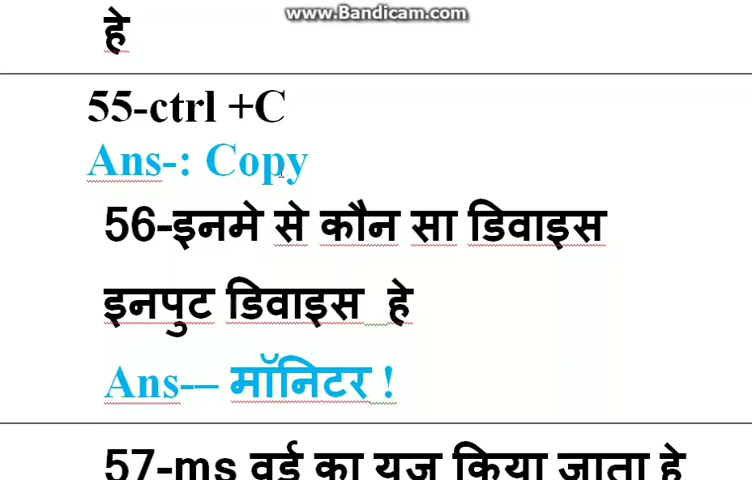 www.Bandicam.com
हे
55-ctrl +C
Ans-: Copy
56-इनमे से कौन सा डिवाइस
इनपुट डिवाइस हे
Ans-– मॉनिटर !
57-ms वर्ड का यूज किया जाता हे